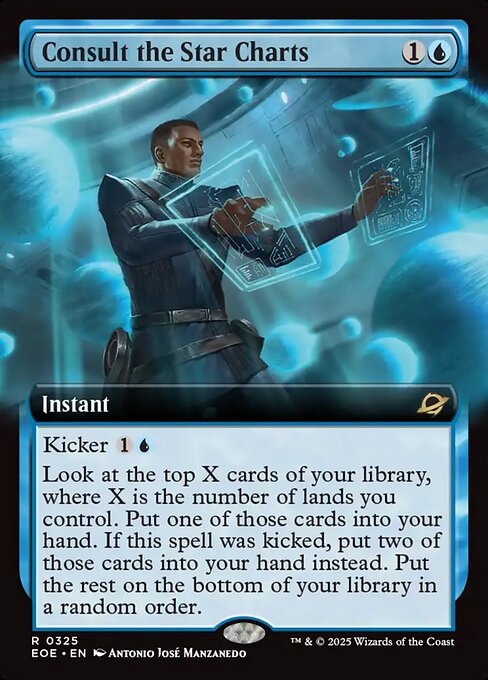 Consult the Star Charts 1
Instant
Kicker 1
Look at the top X cards of your library,
where X is the number of lands you
control. Put one of those cards into your
hand. If this spell was kicked, put two of
those cards into your hand instead. Put
the rest on the bottom of your library in
a random order.
R 0325
EOE • EN Antonio José Manzanedo
™ & © 2025 Wizards of the Coast